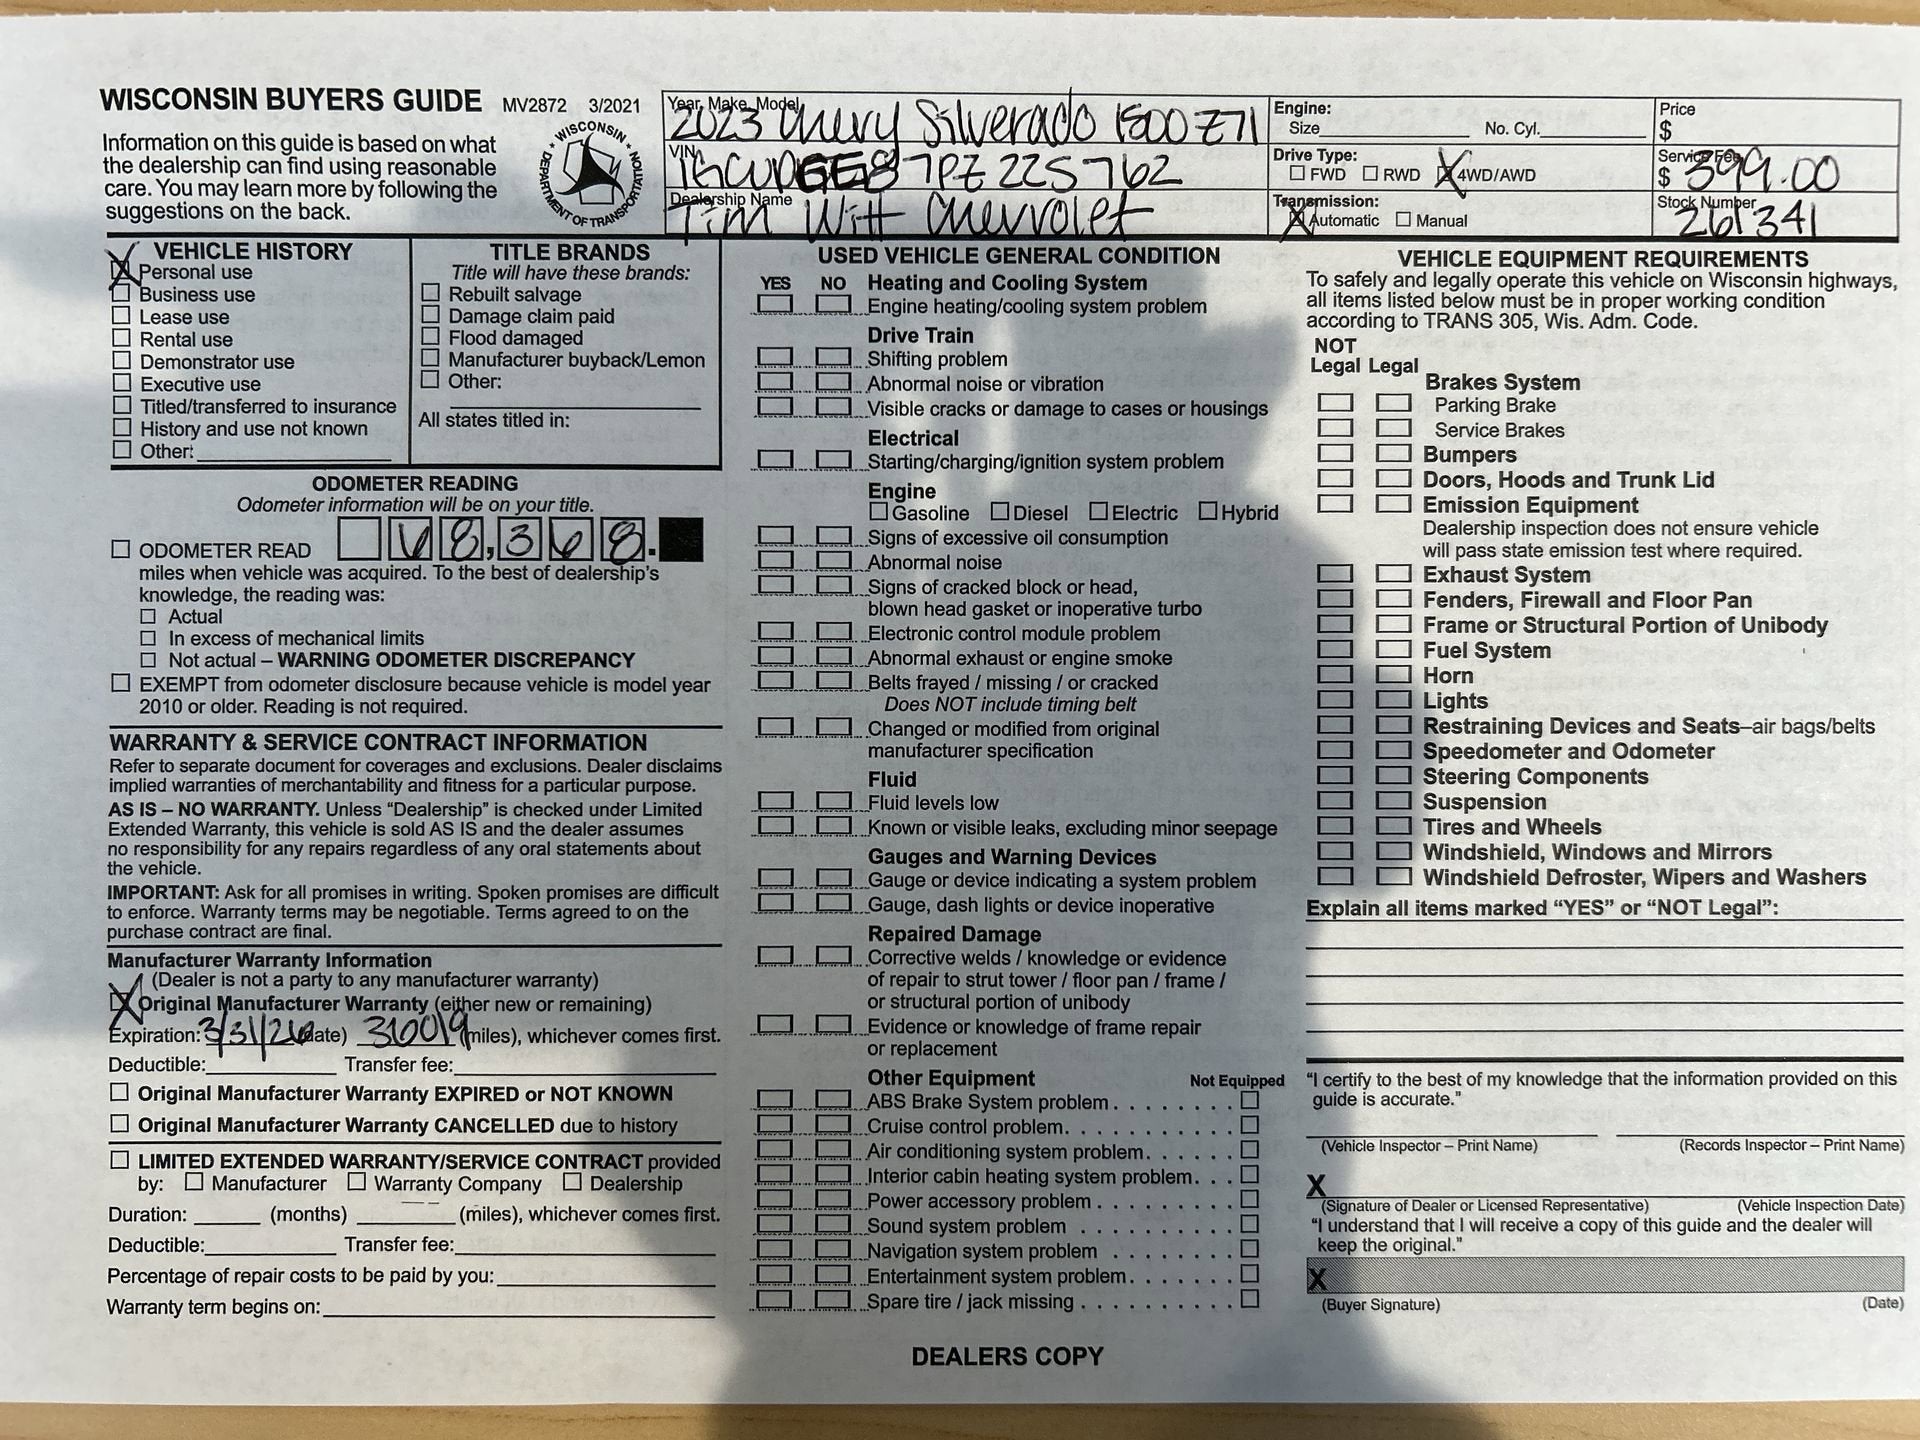 WISCONSIN BUYERS GUIDE MV2872 3/2021
Information on this guide is based on what
the dealership can find using reasonable
care. You may learn more by following the
suggestions on the back.
WISCONSIN DEPARTMENT OF TRANSPORTATION
Year, Make, Model
2023 Chevy Silverado 1500 Z71
VIN
Dealership Name
Tim Witt Chevrolet
Engine:
Size No. Cyl.
Drive Type:
☐ FWD ☐ RWD X 4WD/AWD
Transmission:
X Automatic ☐ Manual
Price
$
Service Fee
$ 399.00
Stock Number
261341
VEHICLE HISTORY
X Personal use
☐ Business use
☐ Lease use
☐ Rental use
☐ Demonstrator use
☐ Executive use
☐ Titled/transferred to insurance
☐ History and use not known
☐ Other:
TITLE BRANDS
Title will have these brands:
☐ Rebuilt salvage
☐ Damage claim paid
☐ Flood damaged
☐ Manufacturer buyback/Lemon
☐ Other:
All states titled in:
ODOMETER READING
Odometer information will be on your title.
☐ ODOMETER READ 68,368.
miles when vehicle was acquired. To the best of dealership's
knowledge, the reading was:
☐ Actual
☐ In excess of mechanical limits
☐ Not actual – WARNING ODOMETER DISCREPANCY
☐ EXEMPT from odometer disclosure because vehicle is model year
2010 or older. Reading is not required.
WARRANTY & SERVICE CONTRACT INFORMATION
Refer to separate document for coverages and exclusions. Dealer disclaims
implied warranties of merchantability and fitness for a particular purpose.
AS IS – NO WARRANTY. Unless "Dealership" is checked under Limited
Extended Warranty, this vehicle is sold AS IS and the dealer assumes
no responsibility for any repairs regardless of any oral statements about
the vehicle.
IMPORTANT: Ask for all promises in writing. Spoken promises are difficult
to enforce. Warranty terms may be negotiable. Terms agreed to on the
purchase contract are final.
Manufacturer Warranty Information
(Dealer is not a party to any manufacturer warranty)
X Original Manufacturer Warranty (either new or remaining)
Expiration: 3/31/26 (date) 36019 (miles), whichever comes first.
Deductible: Transfer fee:
☐ Original Manufacturer Warranty EXPIRED or NOT KNOWN
☐ Original Manufacturer Warranty CANCELLED due to history
☐ LIMITED EXTENDED WARRANTY/SERVICE CONTRACT provided
by: ☐ Manufacturer ☐ Warranty Company ☐ Dealership
Duration: (months) (miles), whichever comes first.
Deductible: Transfer fee:
Percentage of repair costs to be paid by you:
Warranty term begins on:
USED VEHICLE GENERAL CONDITION
YES NO Heating and Cooling System
Engine heating/cooling system problem
Drive Train
Shifting problem
Abnormal noise or vibration
Visible cracks or damage to cases or housings
Electrical
Starting/charging/ignition system problem
Engine
☐ Gasoline ☐ Diesel ☐ Electric ☐ Hybrid
Signs of excessive oil consumption
Abnormal noise
Signs of cracked block or head,
blown head gasket or inoperative turbo
Electronic control module problem
Abnormal exhaust or engine smoke
Belts frayed / missing / or cracked
Does NOT include timing belt
Changed or modified from original
manufacturer specification
Fluid
Fluid levels low
Known or visible leaks, excluding minor seepage
Gauges and Warning Devices
Gauge or device indicating a system problem
Gauge, dash lights or device inoperative
Repaired Damage
Corrective welds / knowledge or evidence
of repair to strut tower / floor pan / frame /
or structural portion of unibody
Evidence or knowledge of frame repair
or replacement
Other Equipment Not Equipped
ABS Brake System problem
Cruise control problem
Air conditioning system problem
Interior cabin heating system problem
Power accessory problem
Sound system problem
Navigation system problem
Entertainment system problem
Spare tire / jack missing
VEHICLE EQUIPMENT REQUIREMENTS
To safely and legally operate this vehicle on Wisconsin highways,
all items listed below must be in proper working condition
according to TRANS 305, Wis. Adm. Code.
NOT
Legal Legal
Brakes System
Parking Brake
Service Brakes
Bumpers
Doors, Hoods and Trunk Lid
Emission Equipment
Dealership inspection does not ensure vehicle
will pass state emission test where required.
Exhaust System
Fenders, Firewall and Floor Pan
Frame or Structural Portion of Unibody
Fuel System
Horn
Lights
Restraining Devices and Seats–air bags/belts
Speedometer and Odometer
Steering Components
Suspension
Tires and Wheels
Windshield, Windows and Mirrors
Windshield Defroster, Wipers and Washers
Explain all items marked "YES" or "NOT Legal":
"I certify to the best of my knowledge that the information provided on this
guide is accurate."
(Vehicle Inspector – Print Name) (Records Inspector – Print Name)
X
(Signature of Dealer or Licensed Representative) (Vehicle Inspection Date)
"I understand that I will receive a copy of this guide and the dealer will
keep the original."
X
(Buyer Signature) (Date)
DEALERS COPY